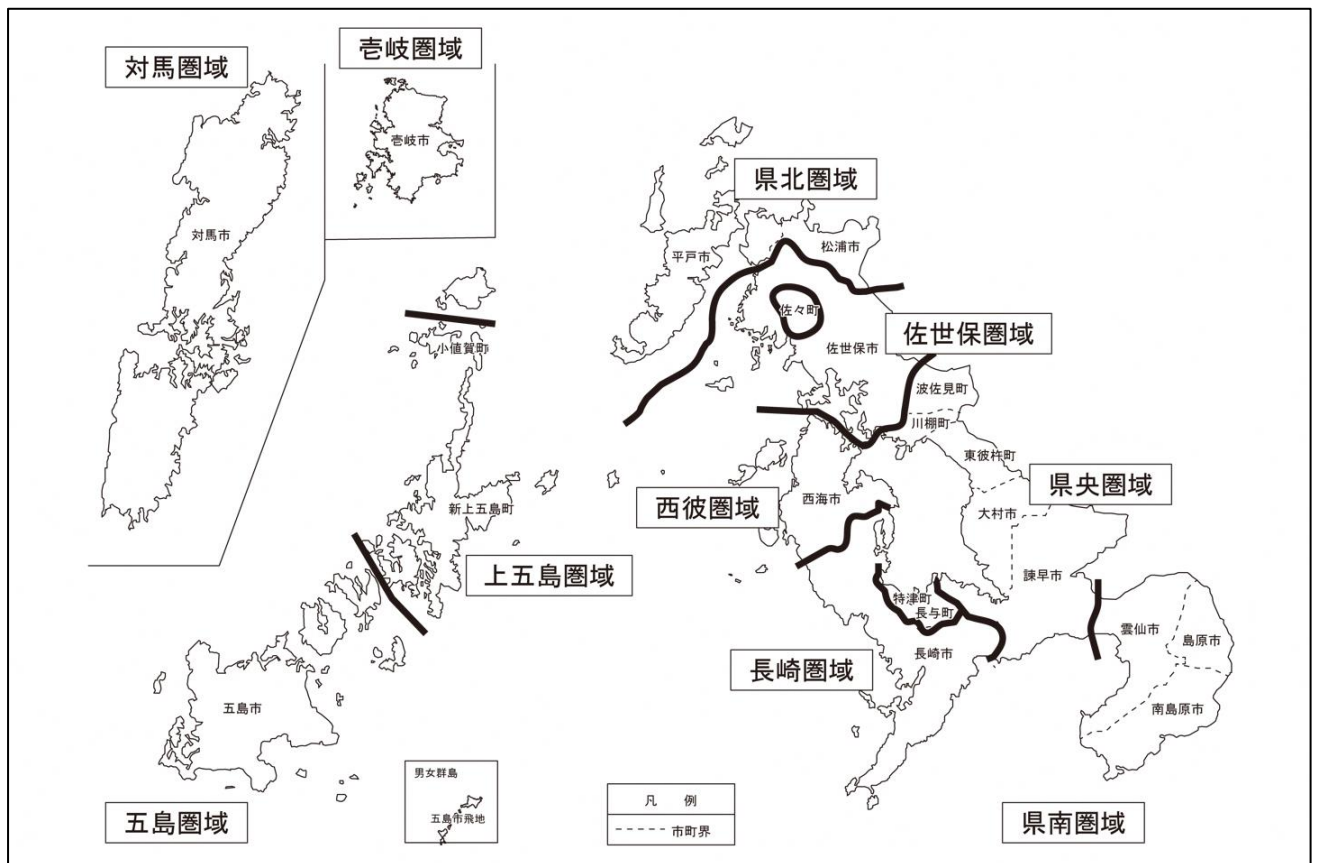 対馬圏域
壱岐圏域
壱岐市
対馬市
県北圏域
松浦市
平戸市
佐々町
佐世保市
佐世保圏域
小値賀町
波佐見町
川棚町
東彼杵町
県央圏域
西彼圏域
西海市
大村市
新上五島町
上五島圏域
諫早市
特津町
長与町
雲仙市
島原市
長崎圏域
長崎市
南島原市
五島市
男女群島
五島市飛地
凡 例
市町界
五島圏域
県南圏域